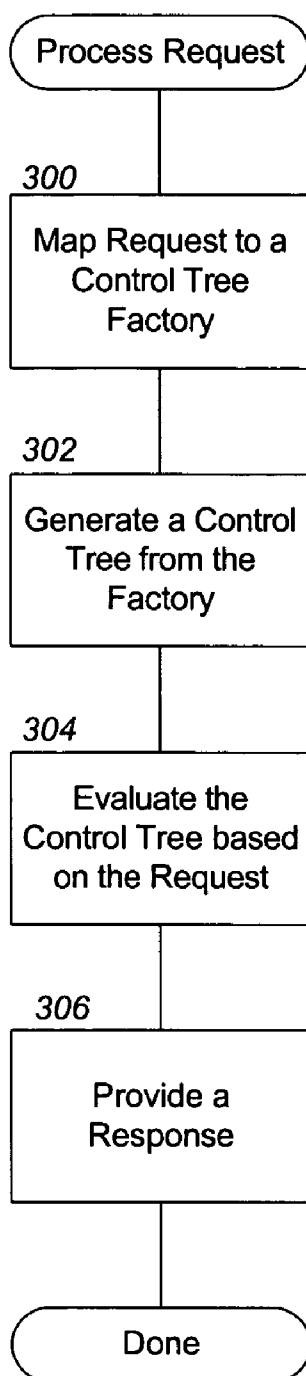 Process Request
300
Map Request to a
Control Tree
Factory
302
Generate a Control
Tree from the
Factory
304
Evaluate the
Control Tree based
on the Request
306
Provide a
Response
Done